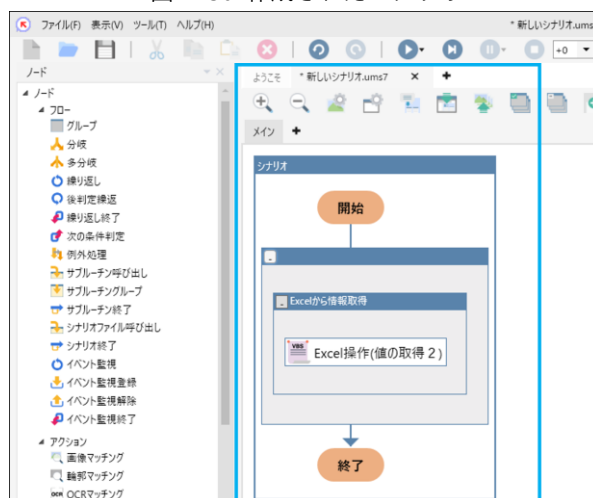 ファイル(F) 表示(V) ツール(T) ヘルプ(H)
* 新しいシナリオ.ums
+0
ノード
ようこそ * 新しいシナリオ.ums7
ノード
フロー
グループ
分岐
多分岐
繰り返し
後判定繰返
繰り返し終了
次の条件判定
例外処理
サブルーチン呼び出し
サブルーチングループ
サブルーチン終了
シナリオファイル呼び出し
シナリオ終了
イベント監視
イベント監視登録
イベント監視解除
イベント監視終了
アクション
画像マッチング
輪郭マッチング
OCR OCRマッチング
メイン
シナリオ
開始
Excelから情報取得
VBS Excel操作(値の取得２)
終了